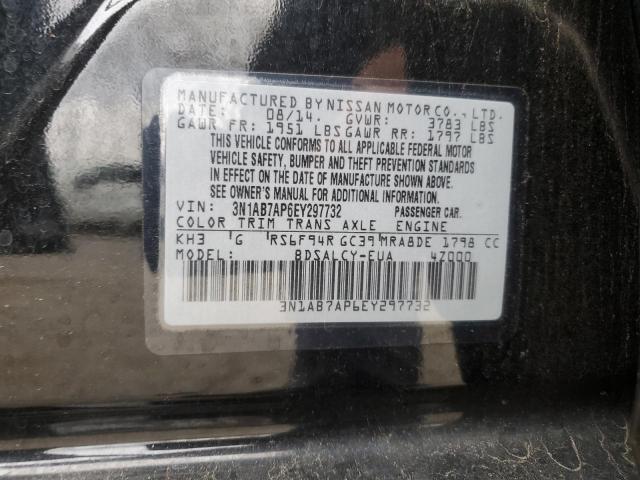 MANUFACTURED BY NISSAN MOTOR CO., LTD.
DATE: 08/14. GVWR: 3783 LBS
GAWR FR: 1951 LBS GAWR RR: 1797 LBS
THIS VEHICLE CONFORMS TO ALL APPLICABLE FEDERAL MOTOR
VEHICLE SAFETY, BUMPER AND THEFT PREVENTION STANDARDS
IN EFFECT ON THE DATE OF MANUFACTURE SHOWN ABOVE.
SEE OWNER'S MANUAL FOR ADDITIONAL INFORMATION.
VIN: 3N1AB7AP6EY297732 PASSENGER CAR.
COLOR TRIM TRANS AXLE ENGINE
KH3 'G 'RS6F94R GC39'MRA8DE 1798 CC
MODEL: BDSALCY-EUA 4Z000
3N1AB7AP6EY297732